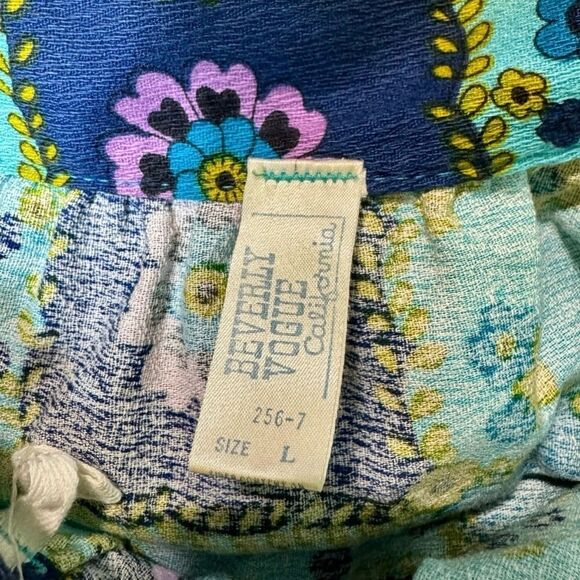 BEVERLY
VOGUE
California
256-7
SIZE L